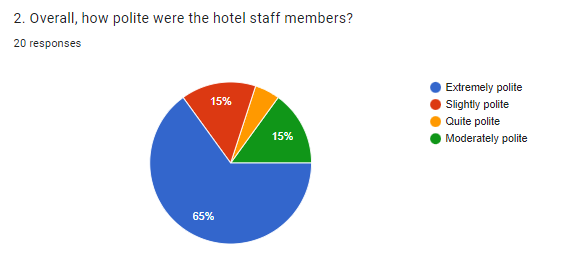 2. Overall, how polite were the hotel staff members?
20 responses
15%
15%
65%
Extremely polite
Slightly polite
Quite polite
Moderately polite